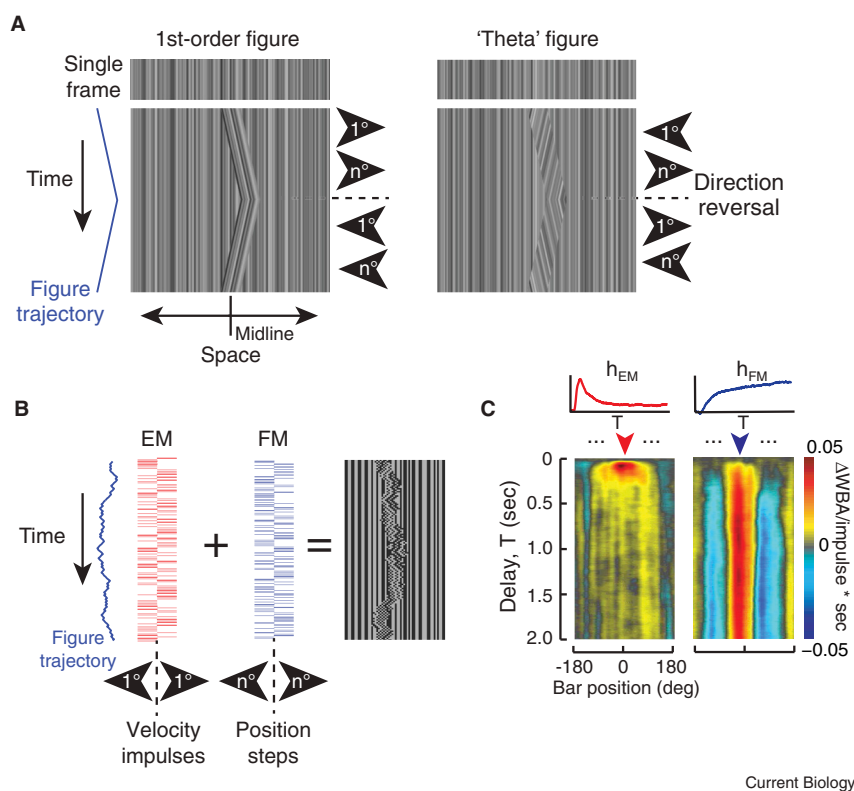 A
1st-order figure
'Theta' figure
Single
frame
Time
Figure
trajectory
1°
n°
1°
n°
Midline
Space
1°
n°
1°
n°
Direction
reversal
B
EM
FM
Time
+
=
Figure
trajectory
1° 1°
n° n°
Velocity
impulses
Position
steps
C
hEM
hFM
T
T
... ...
... ...
Delay, T (sec)
0
0.5
1.0
1.5
2.0
-180 0 180
Bar position (deg)
0.05
0
−0.05
ΔWBA/impulse * sec
Current Biology